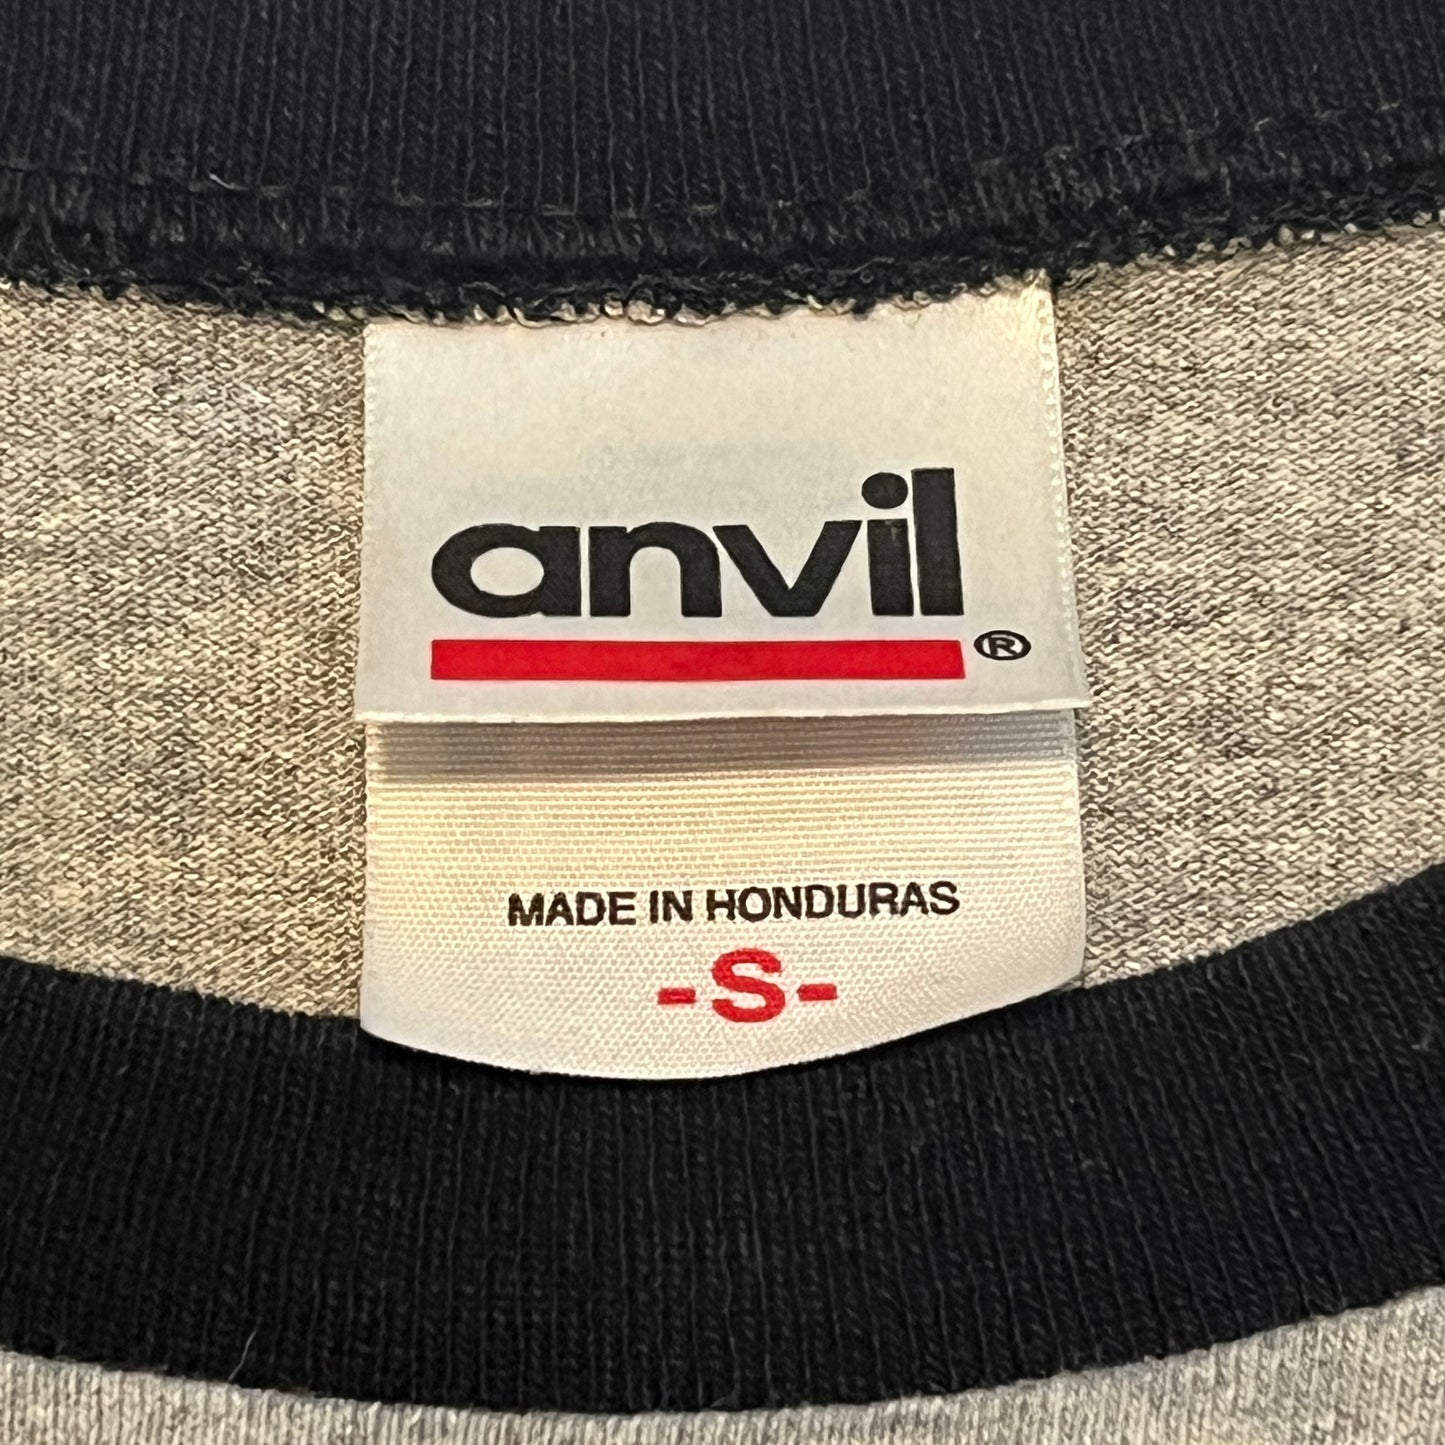 anvil
®
MADE IN HONDURAS
-S-